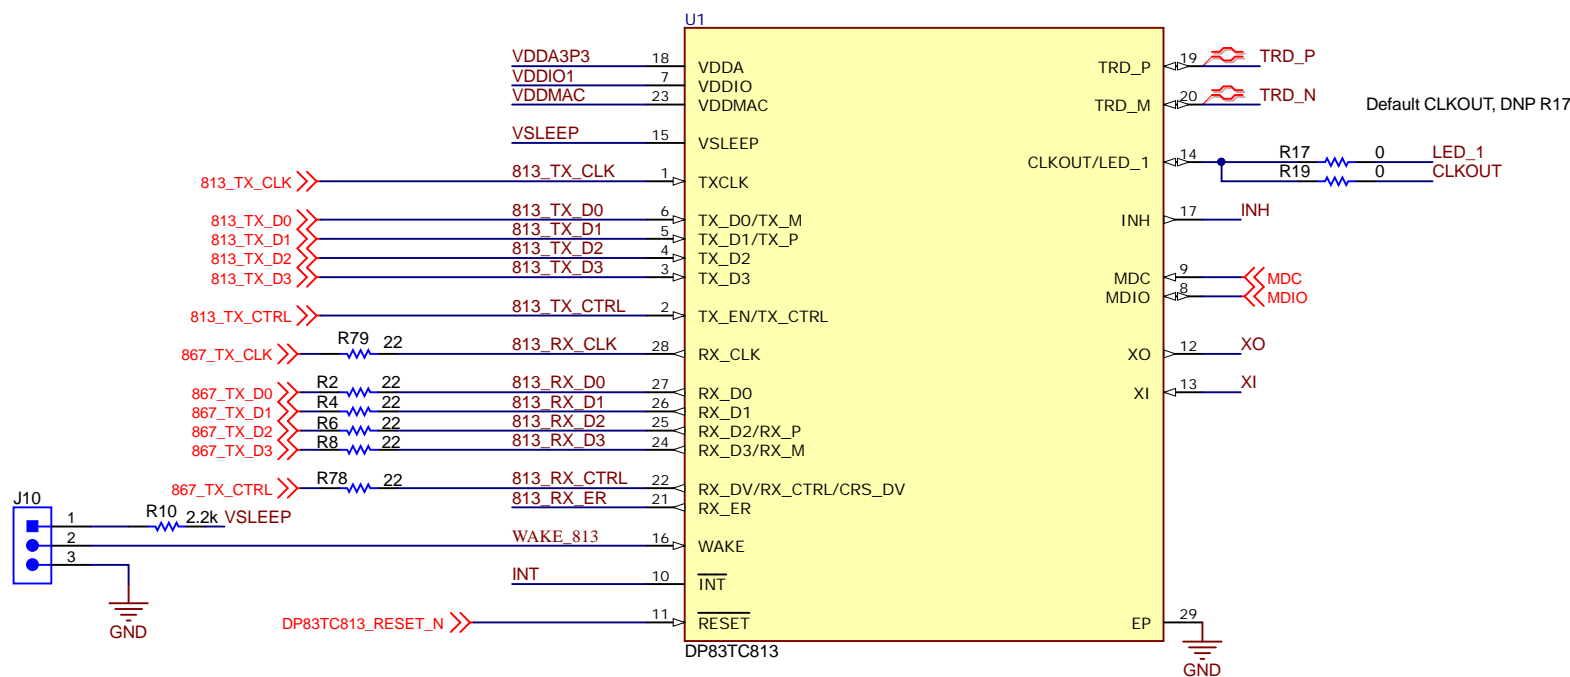 U1
VDDA3P3 18 VDDA
VDDIO1 7 VDDIO
VDDMAC 23 VDDMAC
VSLEEP 15 VSLEEP
813_TX_CLK 813_TX_CLK 1 TXCLK
813_TX_D0 813_TX_D0 6 TX_D0/TX_M
813_TX_D1 813_TX_D1 5 TX_D1/TX_P
813_TX_D2 813_TX_D2 4 TX_D2
813_TX_D3 813_TX_D3 3 TX_D3
813_TX_CTRL 813_TX_CTRL 2 TX_EN/TX_CTRL
867_TX_CLK R79 22 813_RX_CLK 28 RX_CLK
867_TX_D0 R2 22 813_RX_D0 27 RX_D0
867_TX_D1 R4 22 813_RX_D1 26 RX_D1
867_TX_D2 R6 22 813_RX_D2 25 RX_D2/RX_P
867_TX_D3 R8 22 813_RX_D3 24 RX_D3/RX_M
867_TX_CTRL R78 22 813_RX_CTRL 22 RX_DV/RX_CTRL/CRS_DV
813_RX_ER 21 RX_ER
J10
1 R10 2.2k VSLEEP
2 WAKE_813 16 WAKE
3
GND
INT 10 INT
DP83TC813_RESET_N 11 RESET
DP83TC813
TRD_P 19 TRD_P
TRD_M 20 TRD_N
Default CLKOUT, DNP R17
CLKOUT/LED_1 14 R17 0 LED_1
R19 0 CLKOUT
INH 17 INH
MDC 9 MDC
MDIO 8 MDIO
XO 12 XO
XI 13 XI
EP 29
GND